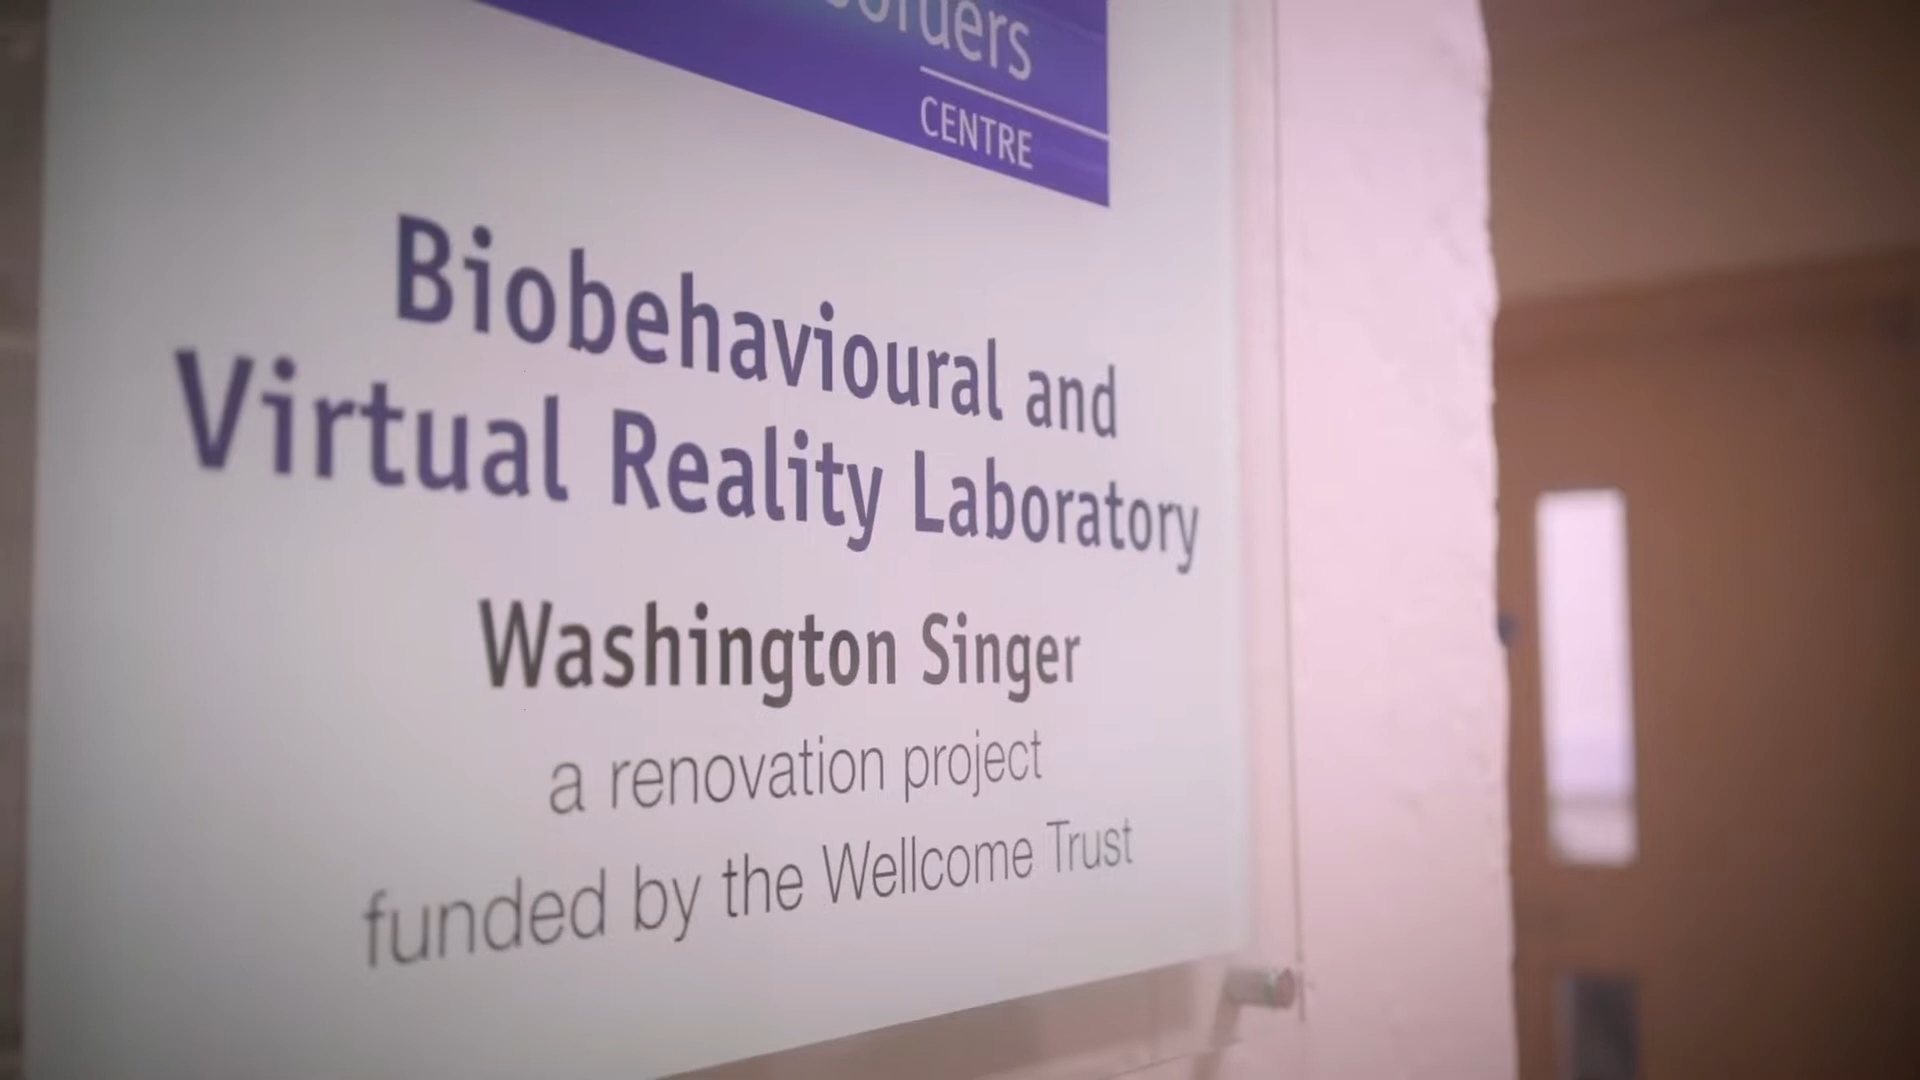 CENTRE
Biobehavioural and
Virtual Reality Laboratory
Washington Singer
a renovation project
funded by the Wellcome Trust